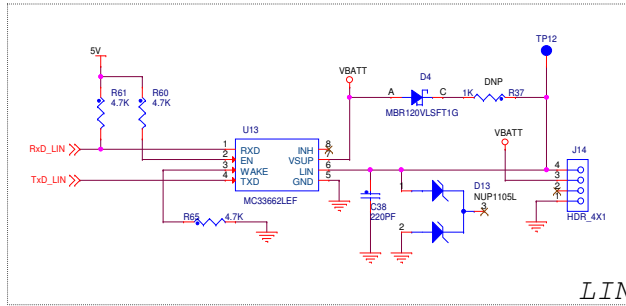 TP12
5V
VBATT
D4
DNP
R61
4.7K
R60
4.7K
A
C
1K
R37
MBR120VLSFT1G
U13
VBATT
RxD_LIN
1
RXD
INH
8
J14
2
EN
VSUP
7
3
WAKE
LIN
6
4
TxD_LIN
4
TXD
GND
5
3
MC33662LEF
1
D13
2
NUP1105L
1
C38
3
220PF
HDR_4X1
R65
4.7K
2
LIN